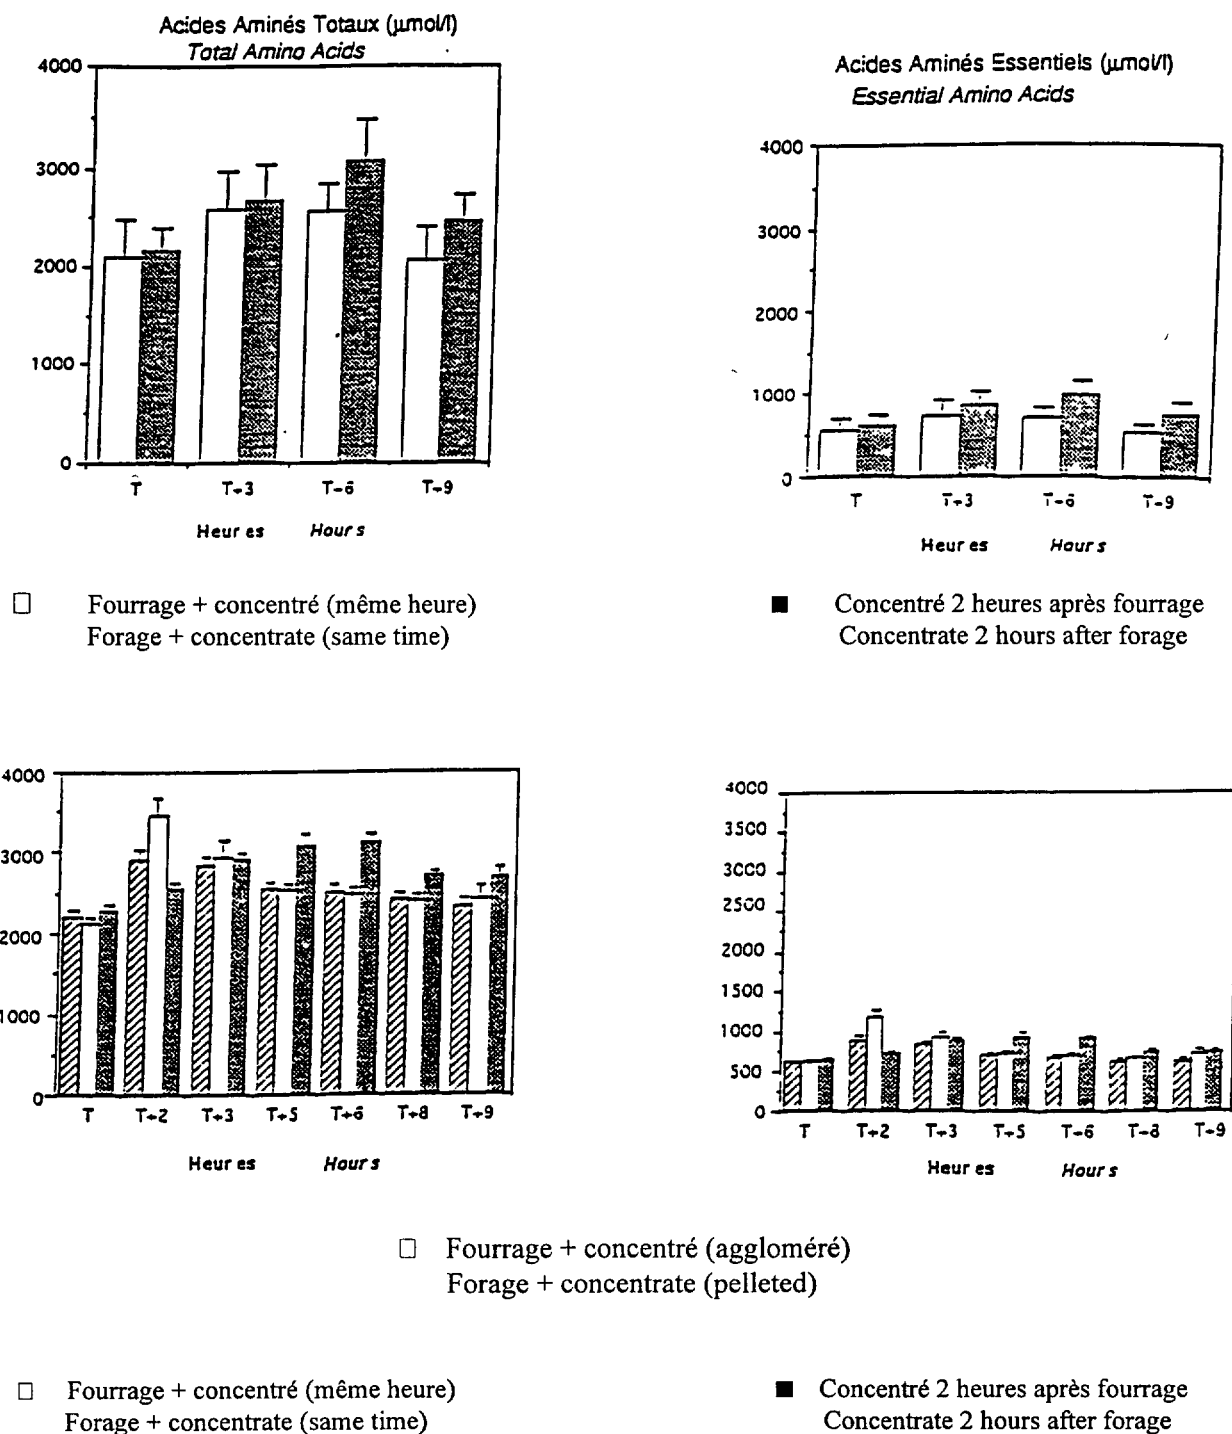 Acides Aminés Totaux (μmol/l)
Total Amino Acids
4000
3000
2000
1000
0
T T+3 T-6 T+9
Heures Hours
Acides Aminés Essentiels (μmol/l)
Essential Amino Acids
4000
3000
2000
1000
0
T T+3 T-6 T-9
Heures Hours
□ Fourrage + concentré (même heure)
Forage + concentrate (same time)
■ Concentré 2 heures après fourrage
Concentrate 2 hours after forage
4000
3000
2000
1000
0
T T+2 T+3 T+5 T+6 T+8 T+9
Heures Hours
4000
3500
3000
2500
2000
1500
1000
500
0
T T+2 T+3 T+5 T-6 T-8 T+9
Heures Hours
□ Fourrage + concentré (aggloméré)
Forage + concentrate (pelleted)
□ Fourrage + concentré (même heure)
Forage + concentrate (same time)
■ Concentré 2 heures après fourrage
Concentrate 2 hours after forage